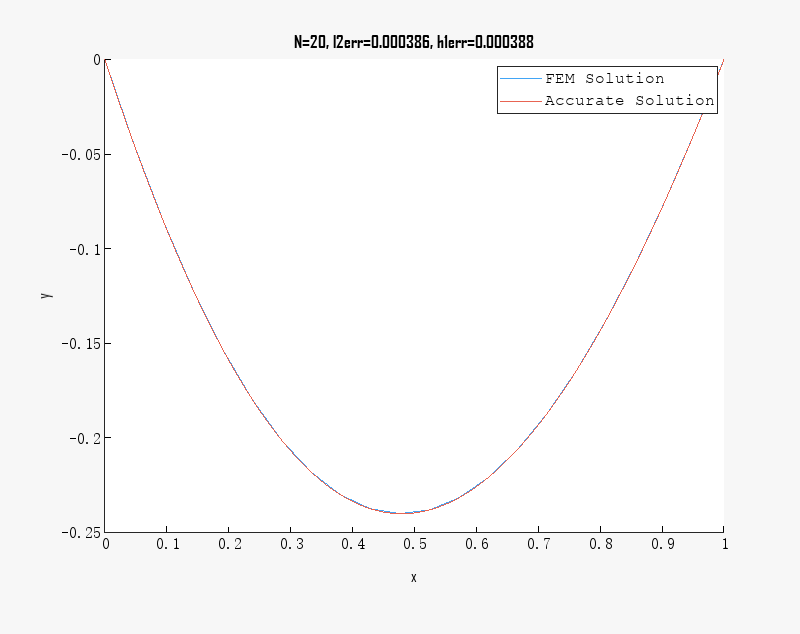 N=20, l2err=0.000386, h1err=0.000388
FEM Solution
Accurate Solution
0
-0.05
-0.1
-0.15
-0.2
-0.25
y
0 0.1 0.2 0.3 0.4 0.5 0.6 0.7 0.8 0.9 1
x